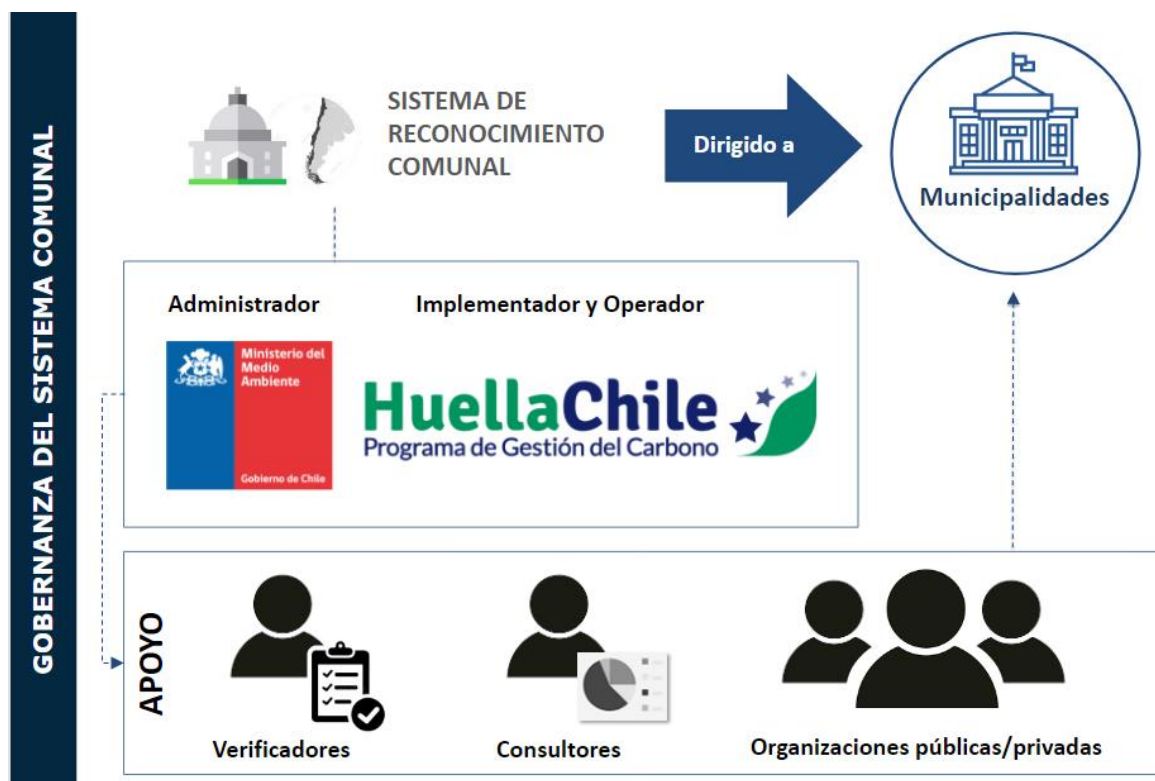 GOBERNANZA DEL SISTEMA COMUNAL
SISTEMA DE
RECONOCIMIENTO
COMUNAL
Dirigido a
Municipalidades
Administrador
Implementador y Operador
Ministerio del
Medio
Ambiente
Gobierno de Chile
HuellaChile
Programa de Gestión del Carbono
APOYO
Verificadores
Consultores
Organizaciones públicas/privadas